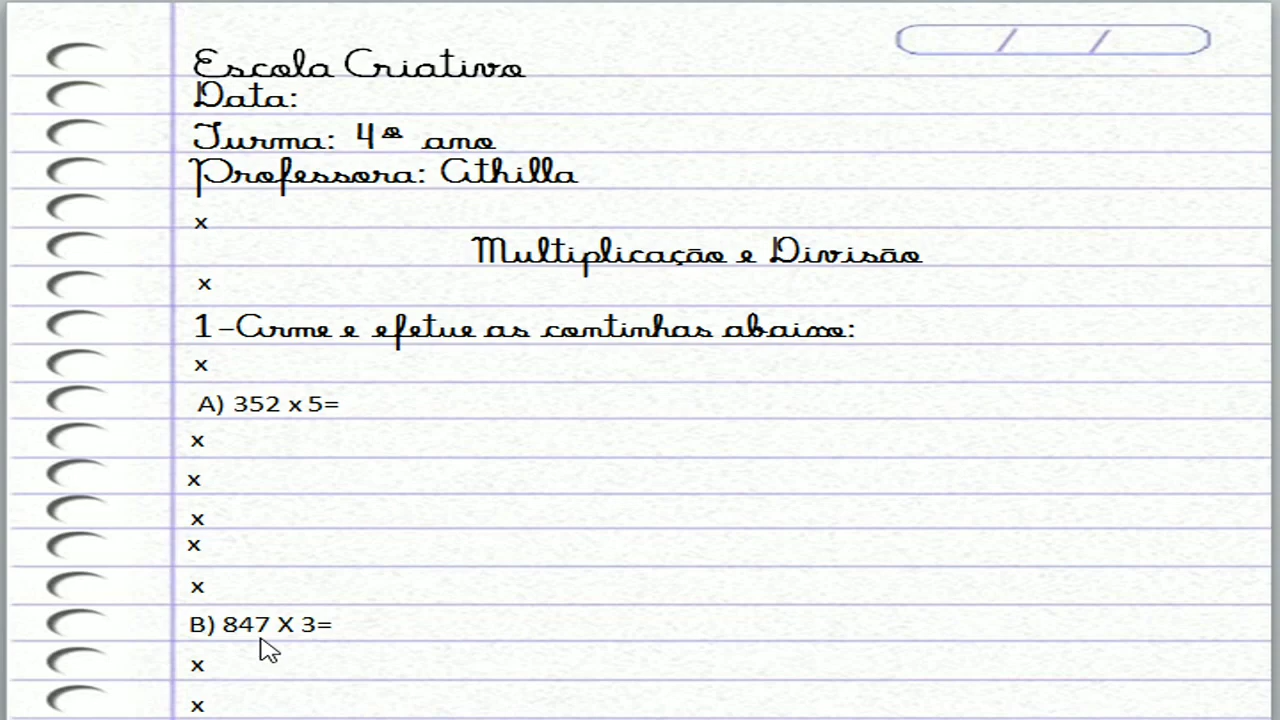 Escola Criativo
Data:
Turma: 4º ano
Professora: Athilla
x
Multiplicação e Divisão
x
1-Arme e efetue as continhas abaixo:
x
A) 352 x 5=
x
x
x
x
x
B) 847 X 3=
x
x